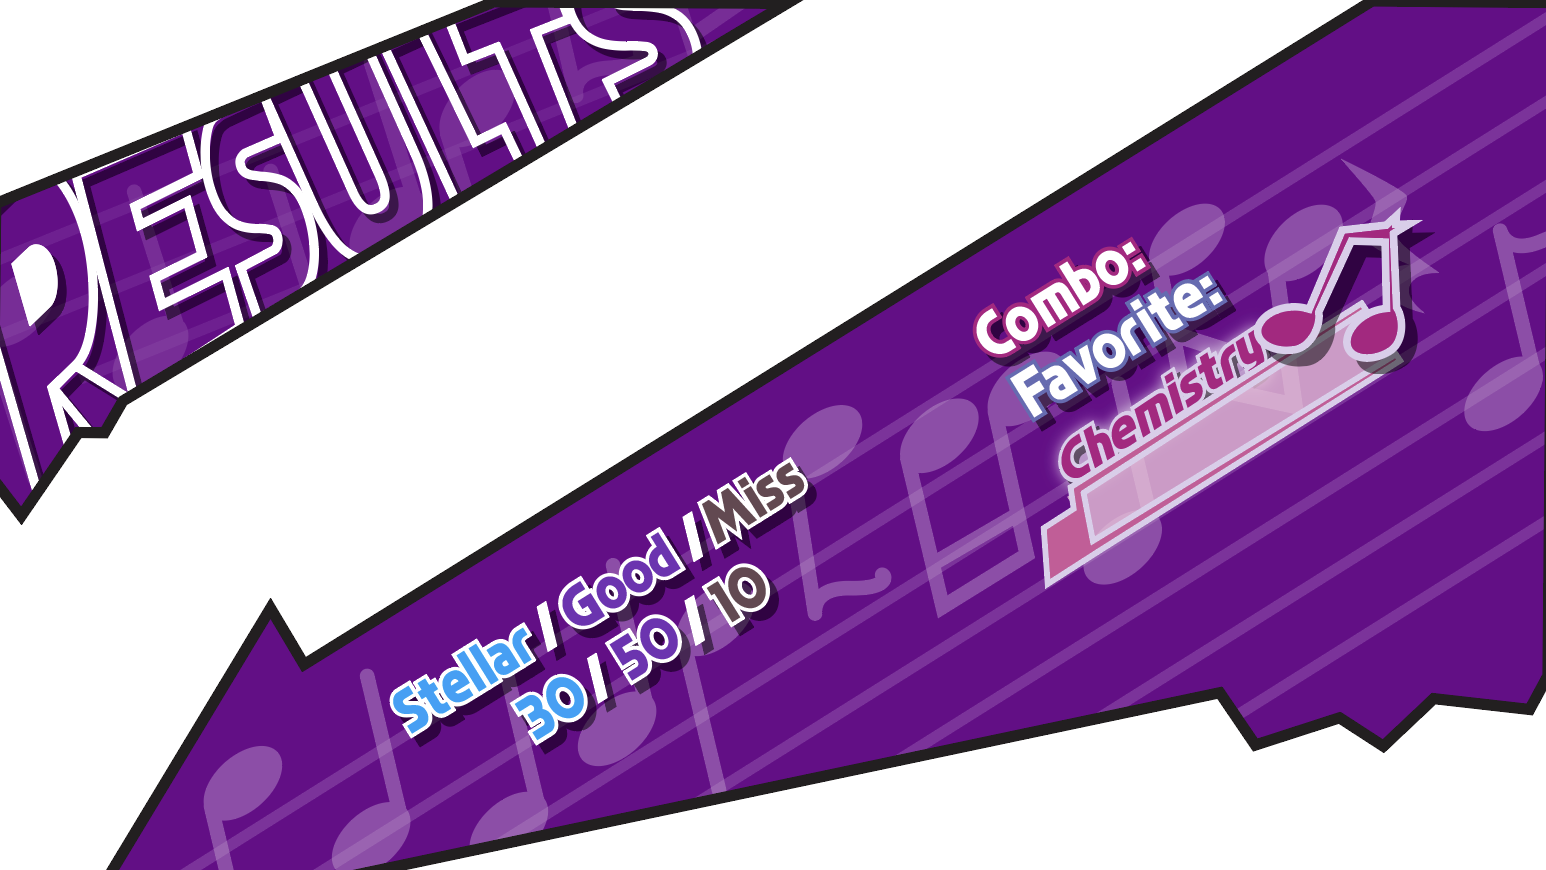 RESULTS
Combo:
Favorite:
Chemistry
Stellar / Good / Miss
30 / 50 / 10